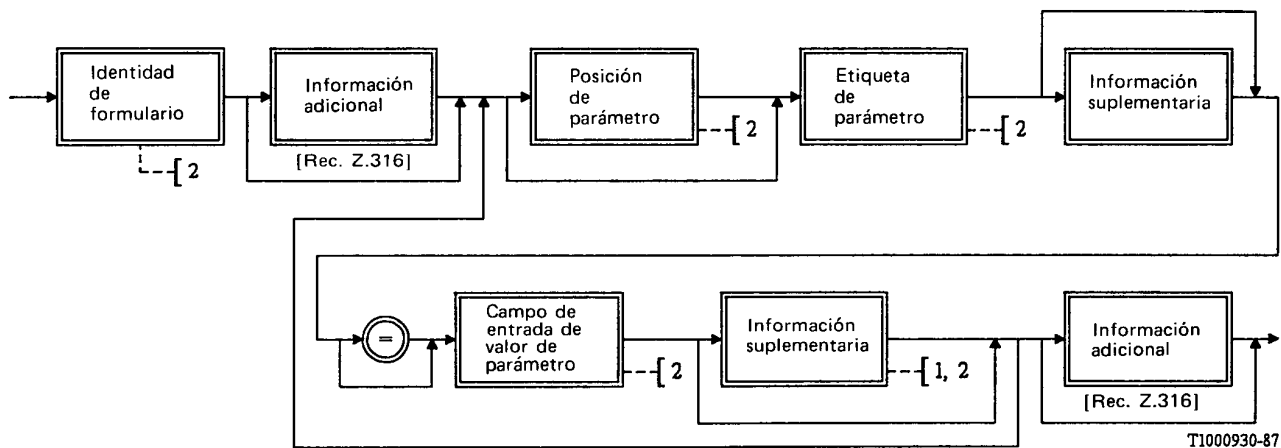 Identidad
de
formulario
2
Información
adicional
[Rec. Z.316]
Posición
de
parámetro
2
Etiqueta
de
parámetro
2
Información
suplementaria
=
Campo de
entrada de
valor de
parámetro
2
Información
suplementaria
1, 2
Información
adicional
[Rec. Z.316]
T1000930-87